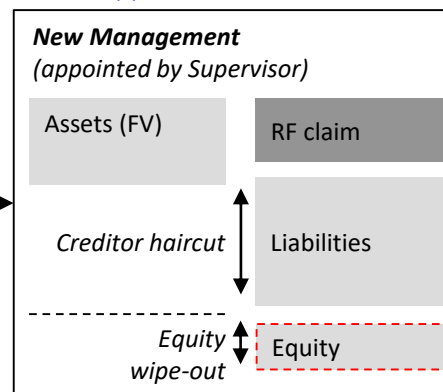 New Management
(appointed by Supervisor)
Assets (FV)
RF claim
Creditor haircut
Liabilities
Equity
wipe-out
Equity